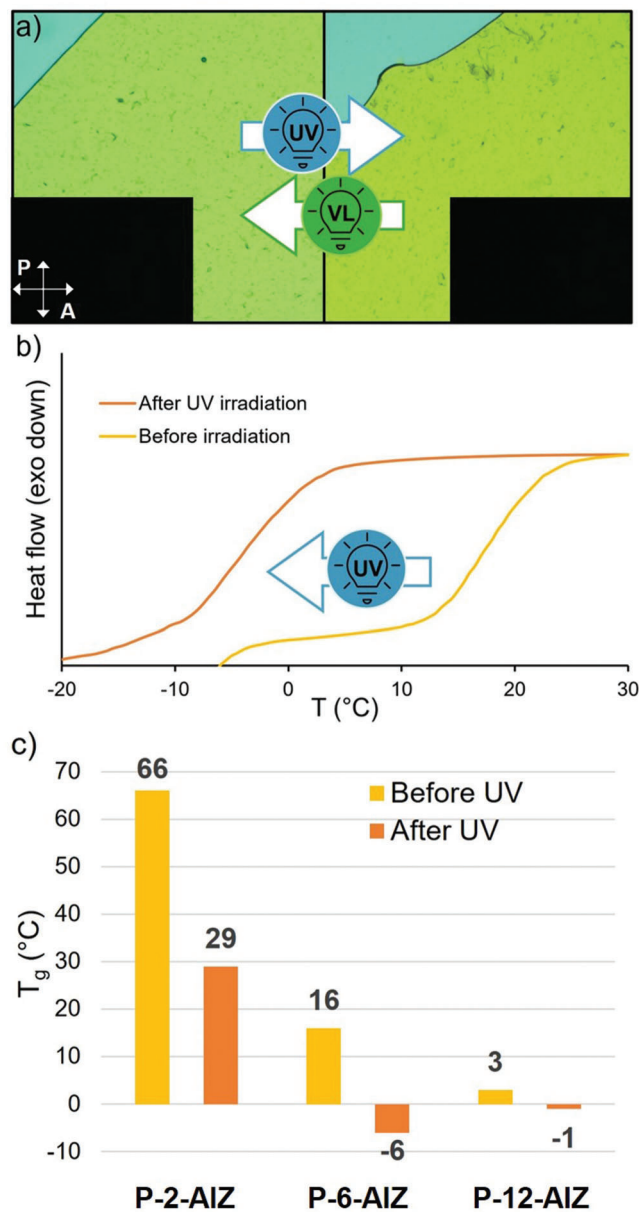 a)
UV
VL
P
A
b)
Heat flow (exo down)
After UV irradiation
Before irradiation
UV
-20 -10 0 10 20 30
T (°C)
c)
Tg (°C)
70
60
50
40
30
20
10
0
-10
Before UV
After UV
66
29
16
-6
3
-1
P-2-AIZ P-6-AIZ P-12-AIZ